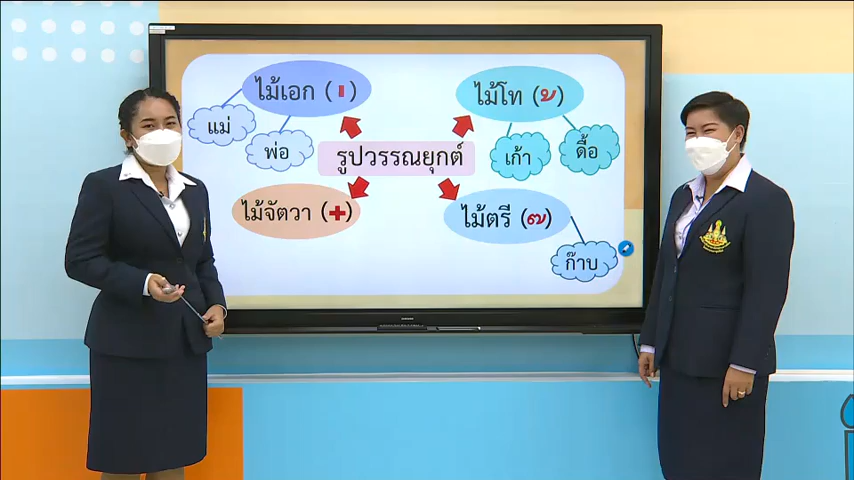 ไม้เอก (่)
ไม้โท (้)
แม่
พ่อ
รูปวรรณยุกต์
เก้า
ดื้อ
ไม้จัตวา (๋)
ไม้ตรี (๊)
ก๊าบ
SAMSUNG